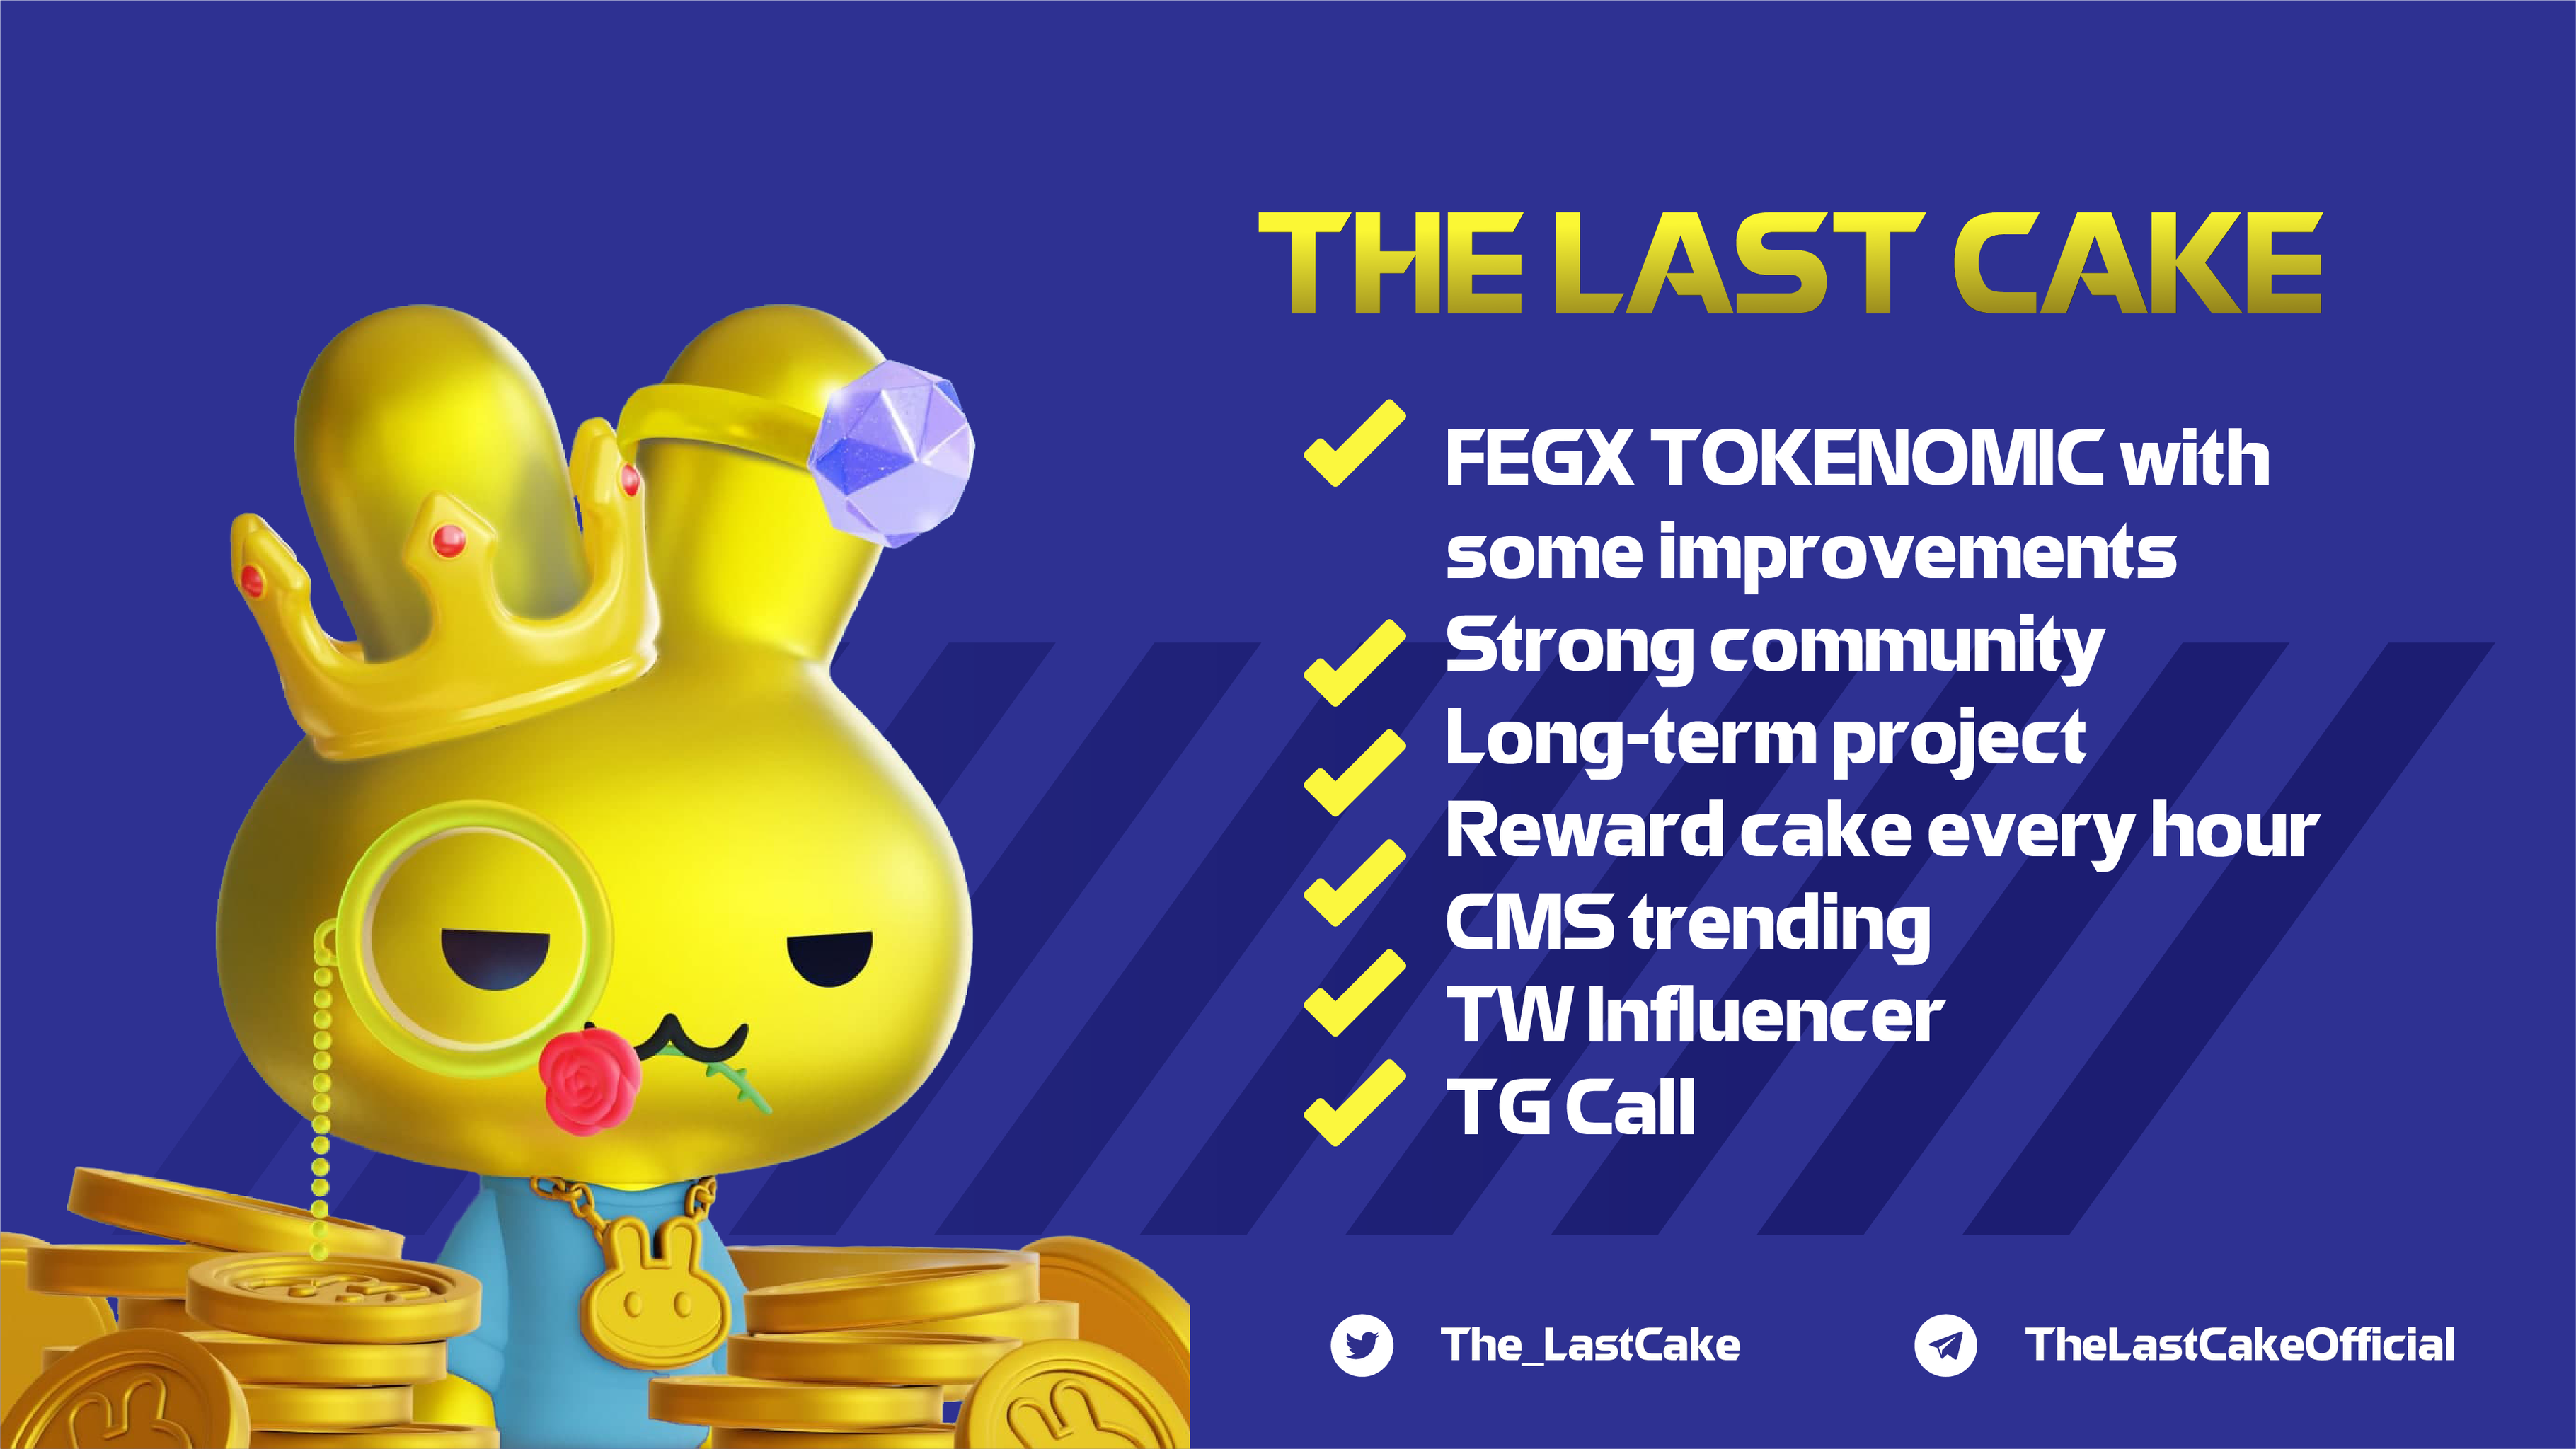 THE LAST CAKE
FEGX TOKENOMIC with
some improvements
Strong community
Long-term project
Reward cake every hour
CMS trending
TW Influencer
TG Call
The_LastCake
TheLastCakeOfficial